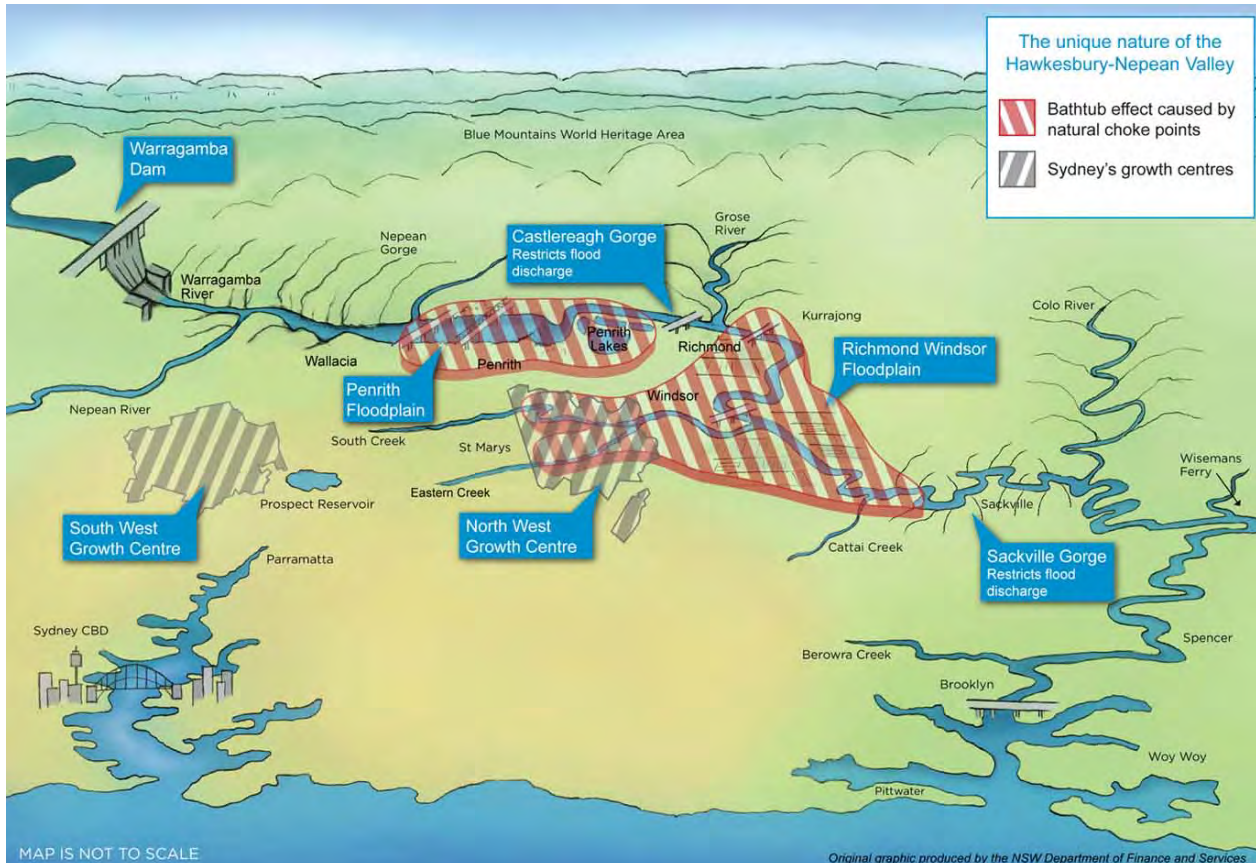 The unique nature of the
Hawkesbury-Nepean Valley
Bathtub effect caused by
natural choke points
Sydney's growth centres
Blue Mountains World Heritage Area
Warragamba
Dam
Grose
River
Castlereagh Gorge
Restricts flood
discharge
Nepean
Gorge
Warragamba
River
Colo River
Kurrajong
Penrith
Lakes
Richmond
Richmond Windsor
Floodplain
Wallacia
Penrith
Penrith
Floodplain
Windsor
Nepean River
South Creek
St Marys
Wisemans
Ferry
Eastern Creek
Prospect Reservoir
Sackville
South West
Growth Centre
North West
Growth Centre
Cattai Creek
Sackville Gorge
Restricts flood
discharge
Parramatta
Sydney CBD
Spencer
Berowra Creek
Brooklyn
Woy Woy
Pittwater
MAP IS NOT TO SCALE
Original graphic produced by the NSW Department of Finance and Services